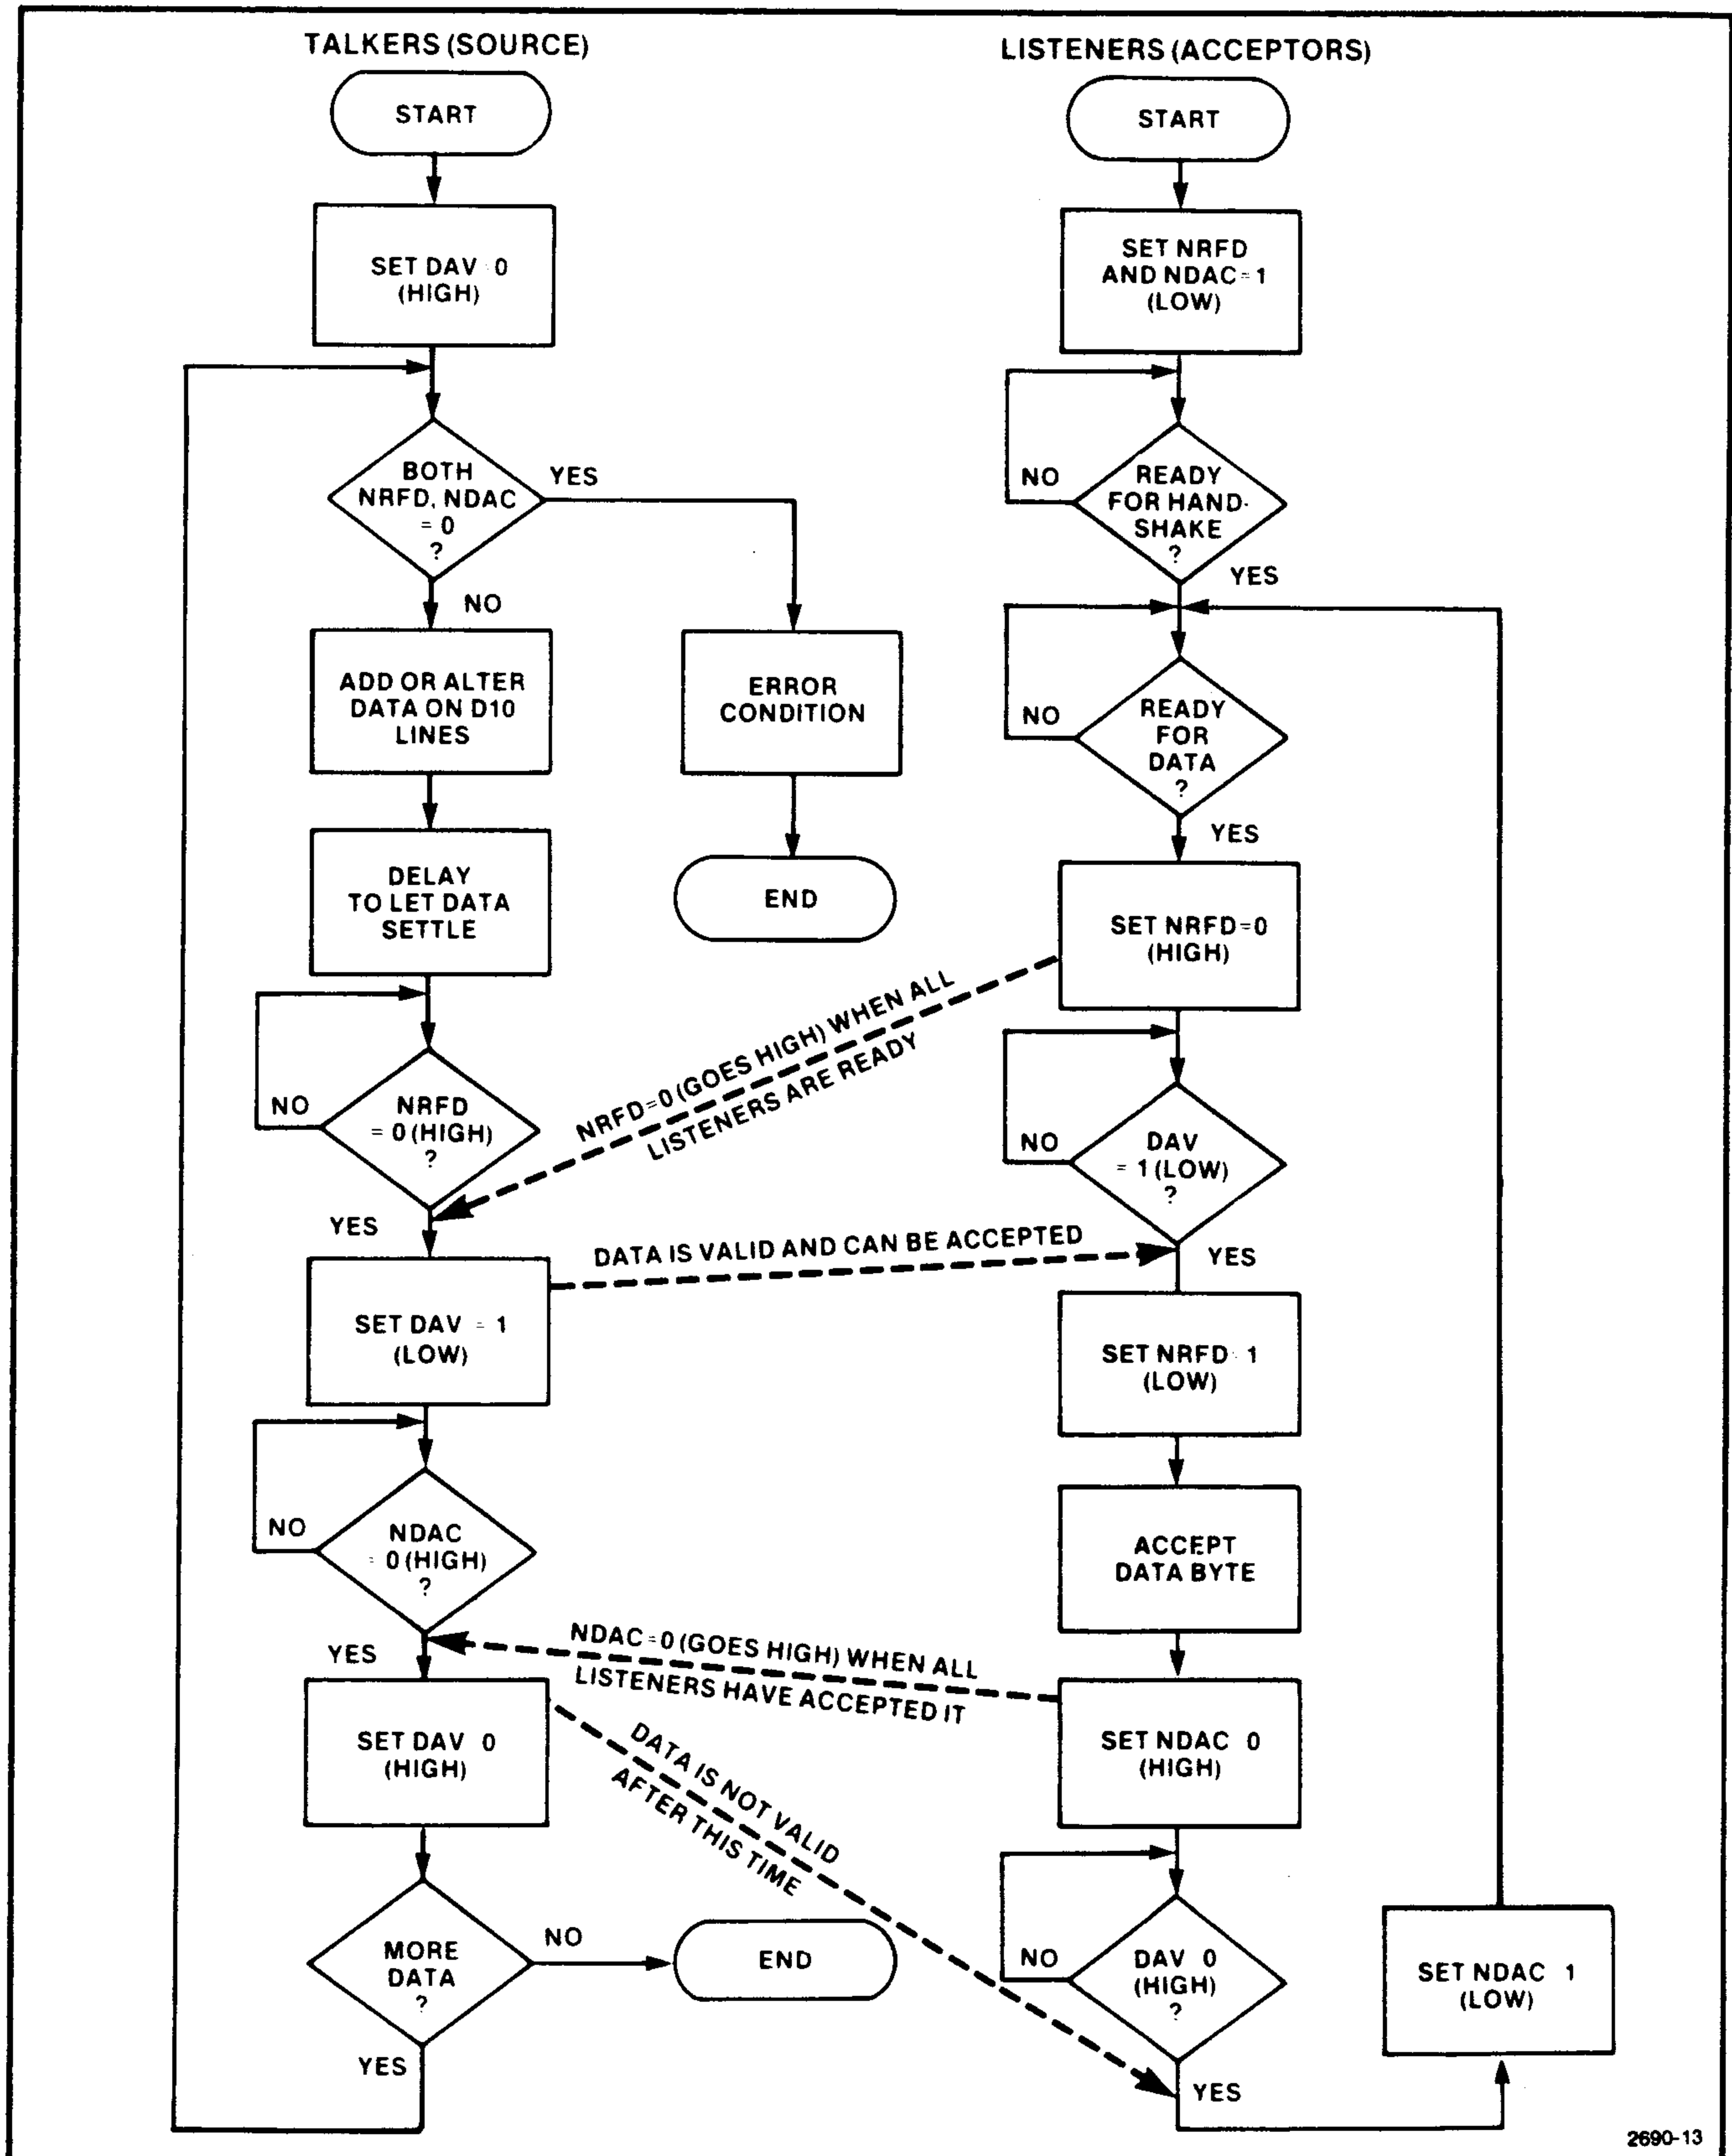 TALKERS (SOURCE)
START
SET DAV 0
(HIGH)
BOTH
NRFD, NDAC
= 0
?
YES
NO
ADD OR ALTER
DATA ON D10
LINES
ERROR
CONDITION
DELAY
TO LET DATA
SETTLE
END
NRFD
= 0 (HIGH)
?
NO
YES
SET DAV = 1
(LOW)
NDAC
= 0 (HIGH)
?
NO
YES
SET DAV 0
(HIGH)
MORE
DATA
?
NO
END
YES
NRFD=0 (GOES HIGH) WHEN ALL
LISTENERS ARE READY
DATA IS VALID AND CAN BE ACCEPTED
NDAC=0 (GOES HIGH) WHEN ALL
LISTENERS HAVE ACCEPTED IT
DATA IS NOT VALID
AFTER THIS TIME
LISTENERS (ACCEPTORS)
START
SET NRFD
AND NDAC=1
(LOW)
READY
FOR HAND-
SHAKE
?
NO
YES
READY
FOR
DATA
?
NO
YES
SET NRFD=0
(HIGH)
DAV
= 1 (LOW)
?
NO
YES
SET NRFD 1
(LOW)
ACCEPT
DATA BYTE
SET NDAC 0
(HIGH)
DAV 0
(HIGH)
?
NO
YES
SET NDAC 1
(LOW)
2690-13